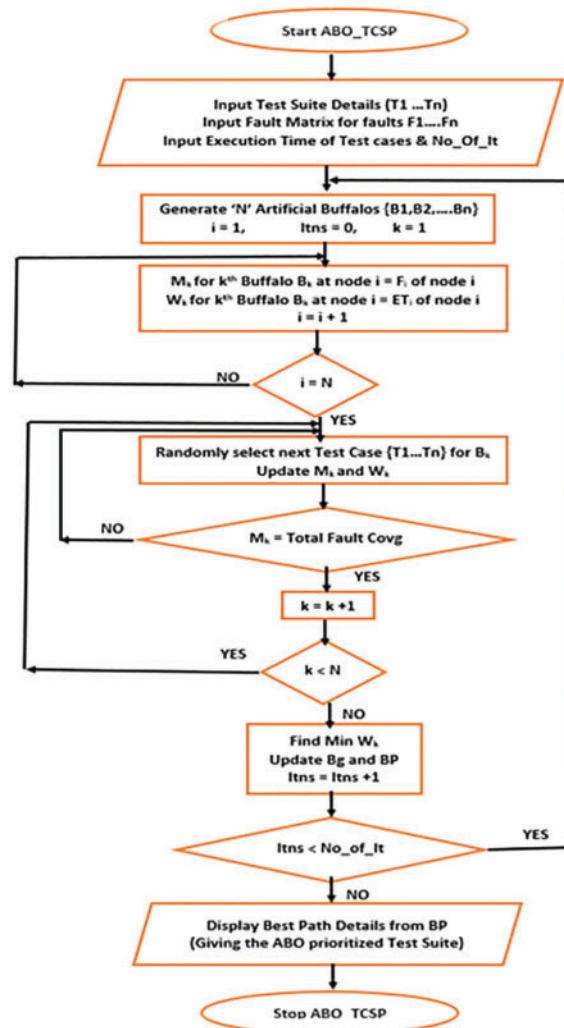 Start ABO_TCSP
Input Test Suite Details (T1 ...Tn)
Input Fault Matrix for faults F1....Fn
Input Execution Time of Test cases & No_Of_It
Generate ‘N’ Artificial Buffalos {B1,B2,....Bn}
i = 1, Itns = 0, k = 1
Mₖ for kᵗʰ Buffalo Bₖ at node i = Fᵢ of node i
Wₖ for kᵗʰ Buffalo Bₖ at node i = ETᵢ of node i
i = i + 1
NO
i = N
YES
Randomly select next Test Case {T1...Tn} for Bₖ
Update Mₖ and Wₖ
NO
Mₖ = Total Fault Covg
YES
k = k +1
YES
k < N
NO
Find Min Wₖ
Update Bg and BP
Itns = Itns +1
Itns < No_of_It
YES
NO
Display Best Path Details from BP
(Giving the ABO prioritized Test Suite)
Stop ABO_TCSP